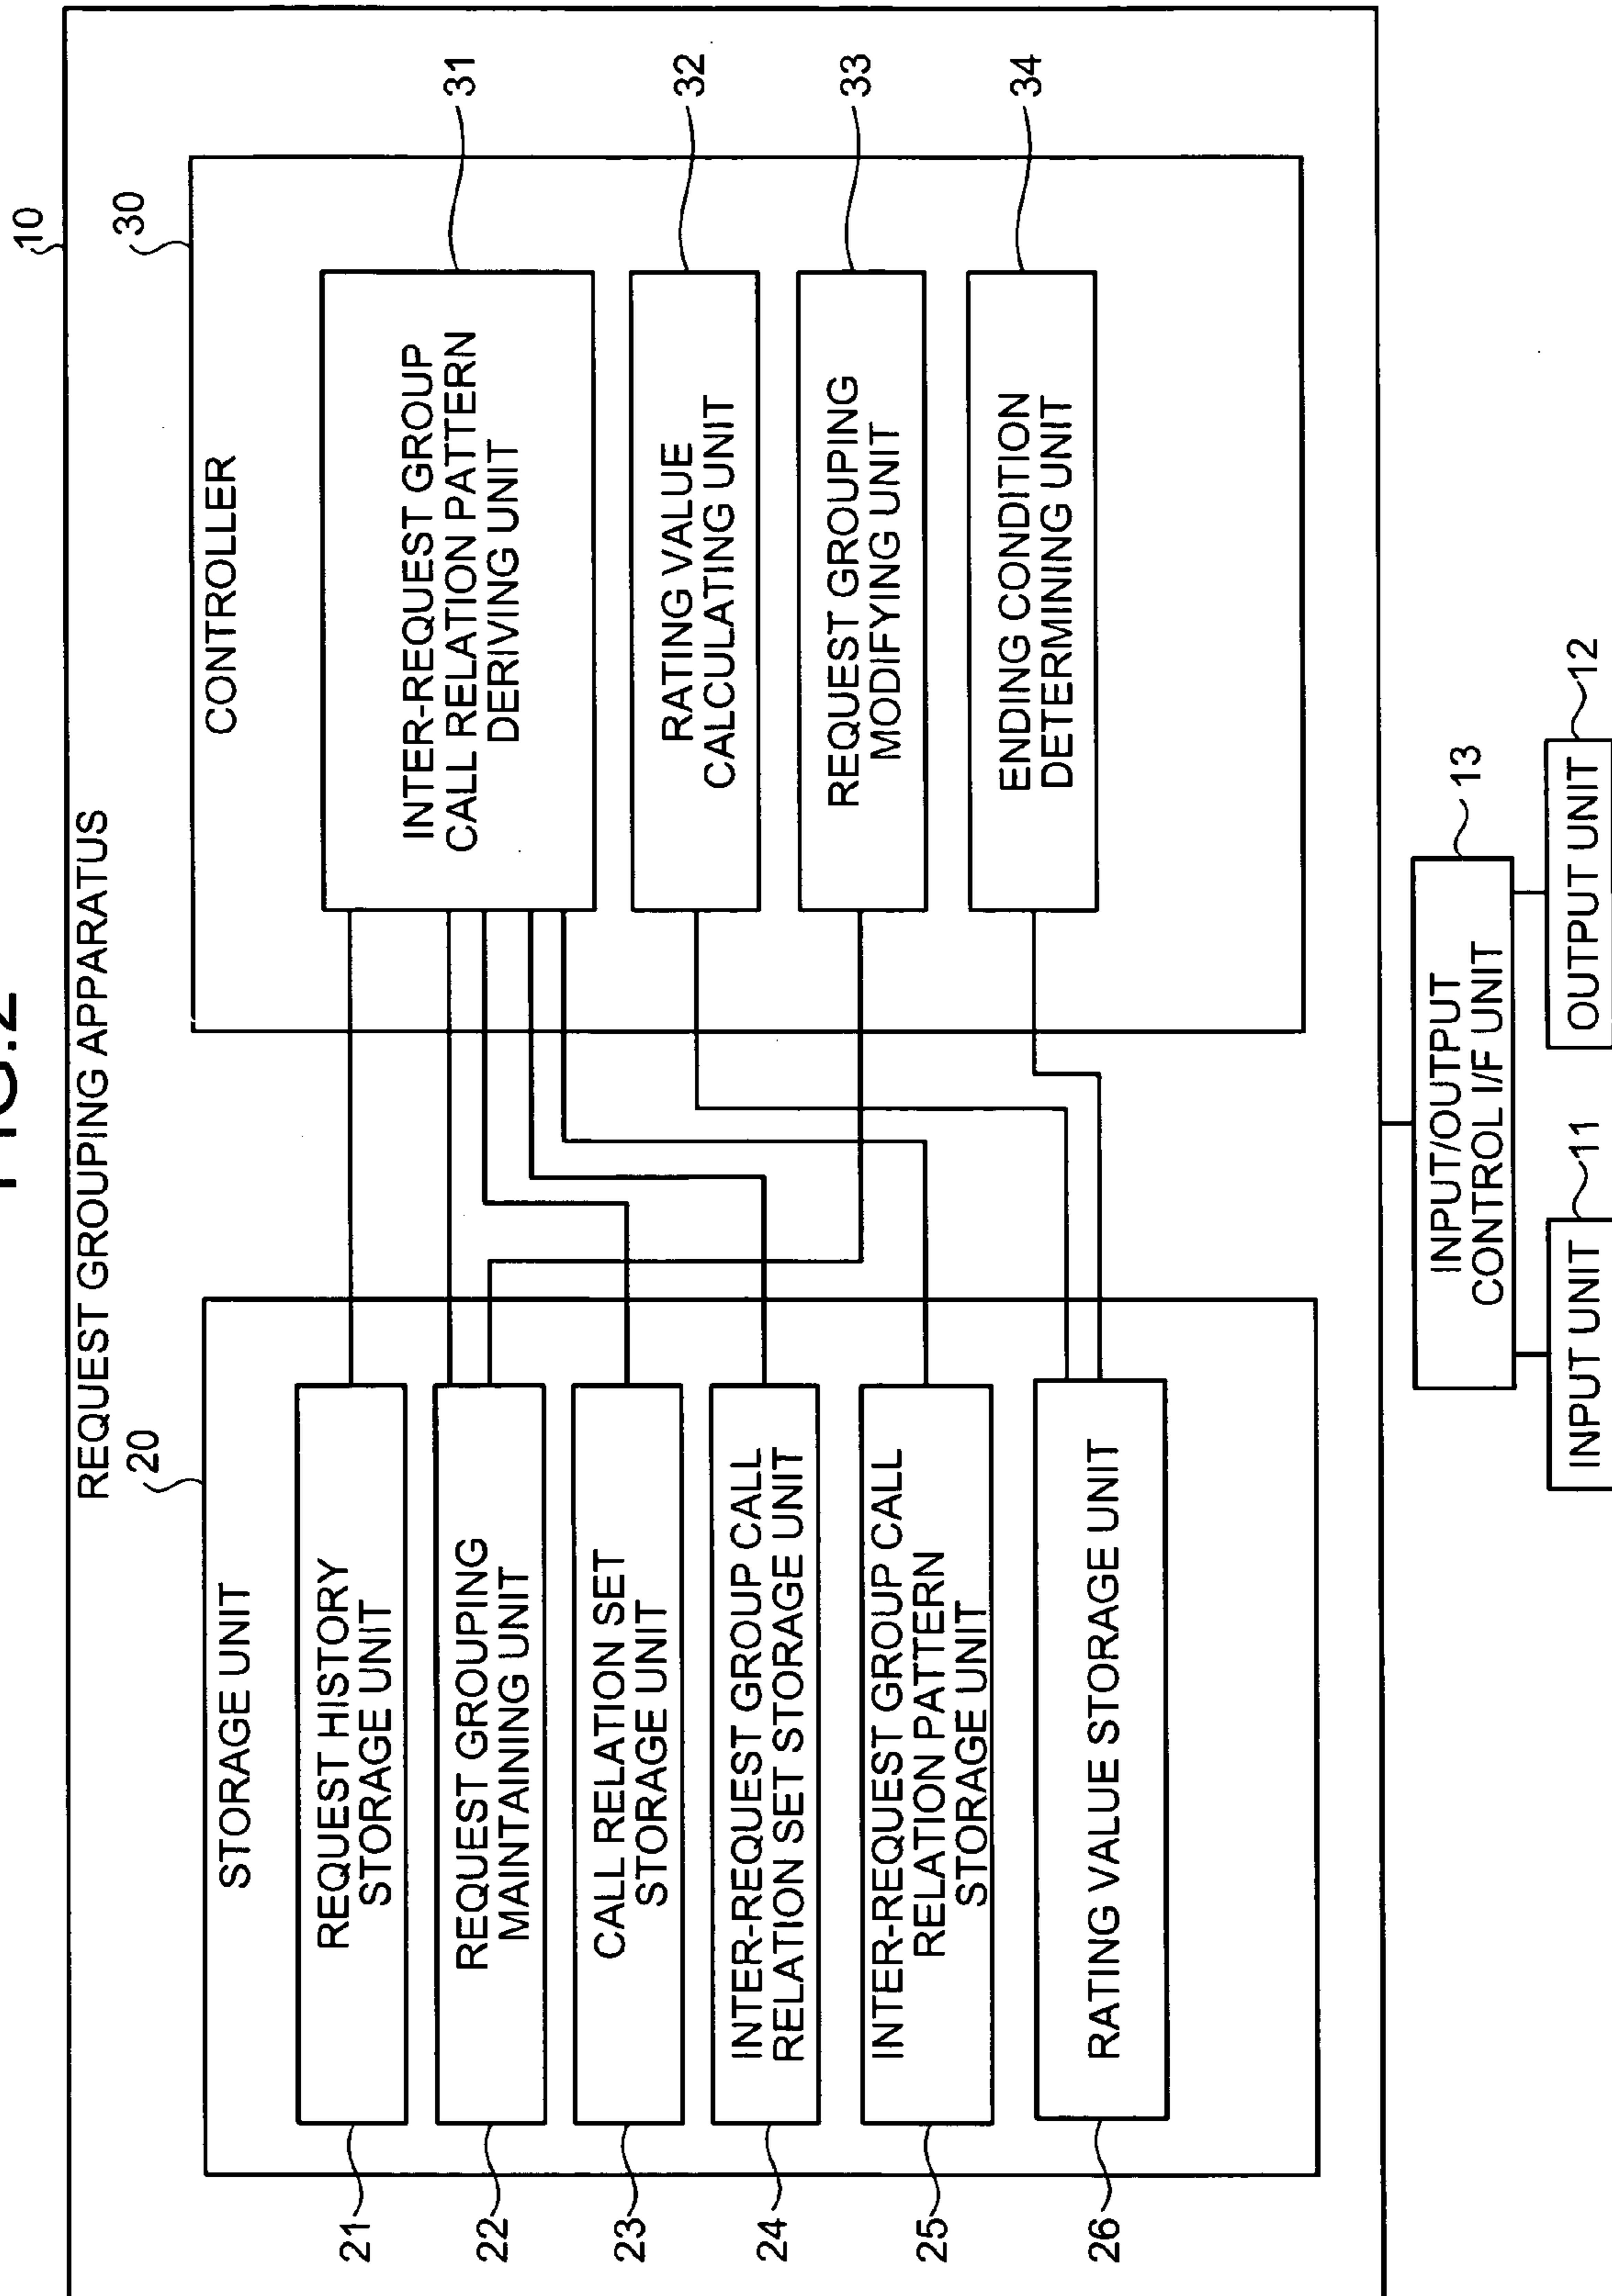 FIG.2
REQUEST GROUPING APPARATUS
10
20
STORAGE UNIT
21
REQUEST HISTORY
STORAGE UNIT
22
REQUEST GROUPING
MAINTAINING UNIT
23
CALL RELATION SET
STORAGE UNIT
24
INTER-REQUEST GROUP CALL
RELATION SET STORAGE UNIT
25
INTER-REQUEST GROUP CALL
RELATION PATTERN
STORAGE UNIT
26
RATING VALUE STORAGE UNIT
30
CONTROLLER
INTER-REQUEST GROUP
CALL RELATION PATTERN
DERIVING UNIT
31
RATING VALUE
CALCULATING UNIT
32
REQUEST GROUPING
MODIFYING UNIT
33
ENDING CONDITION
DETERMINING UNIT
34
INPUT/OUTPUT
CONTROL I/F UNIT
13
INPUT UNIT
11
OUTPUT UNIT
12